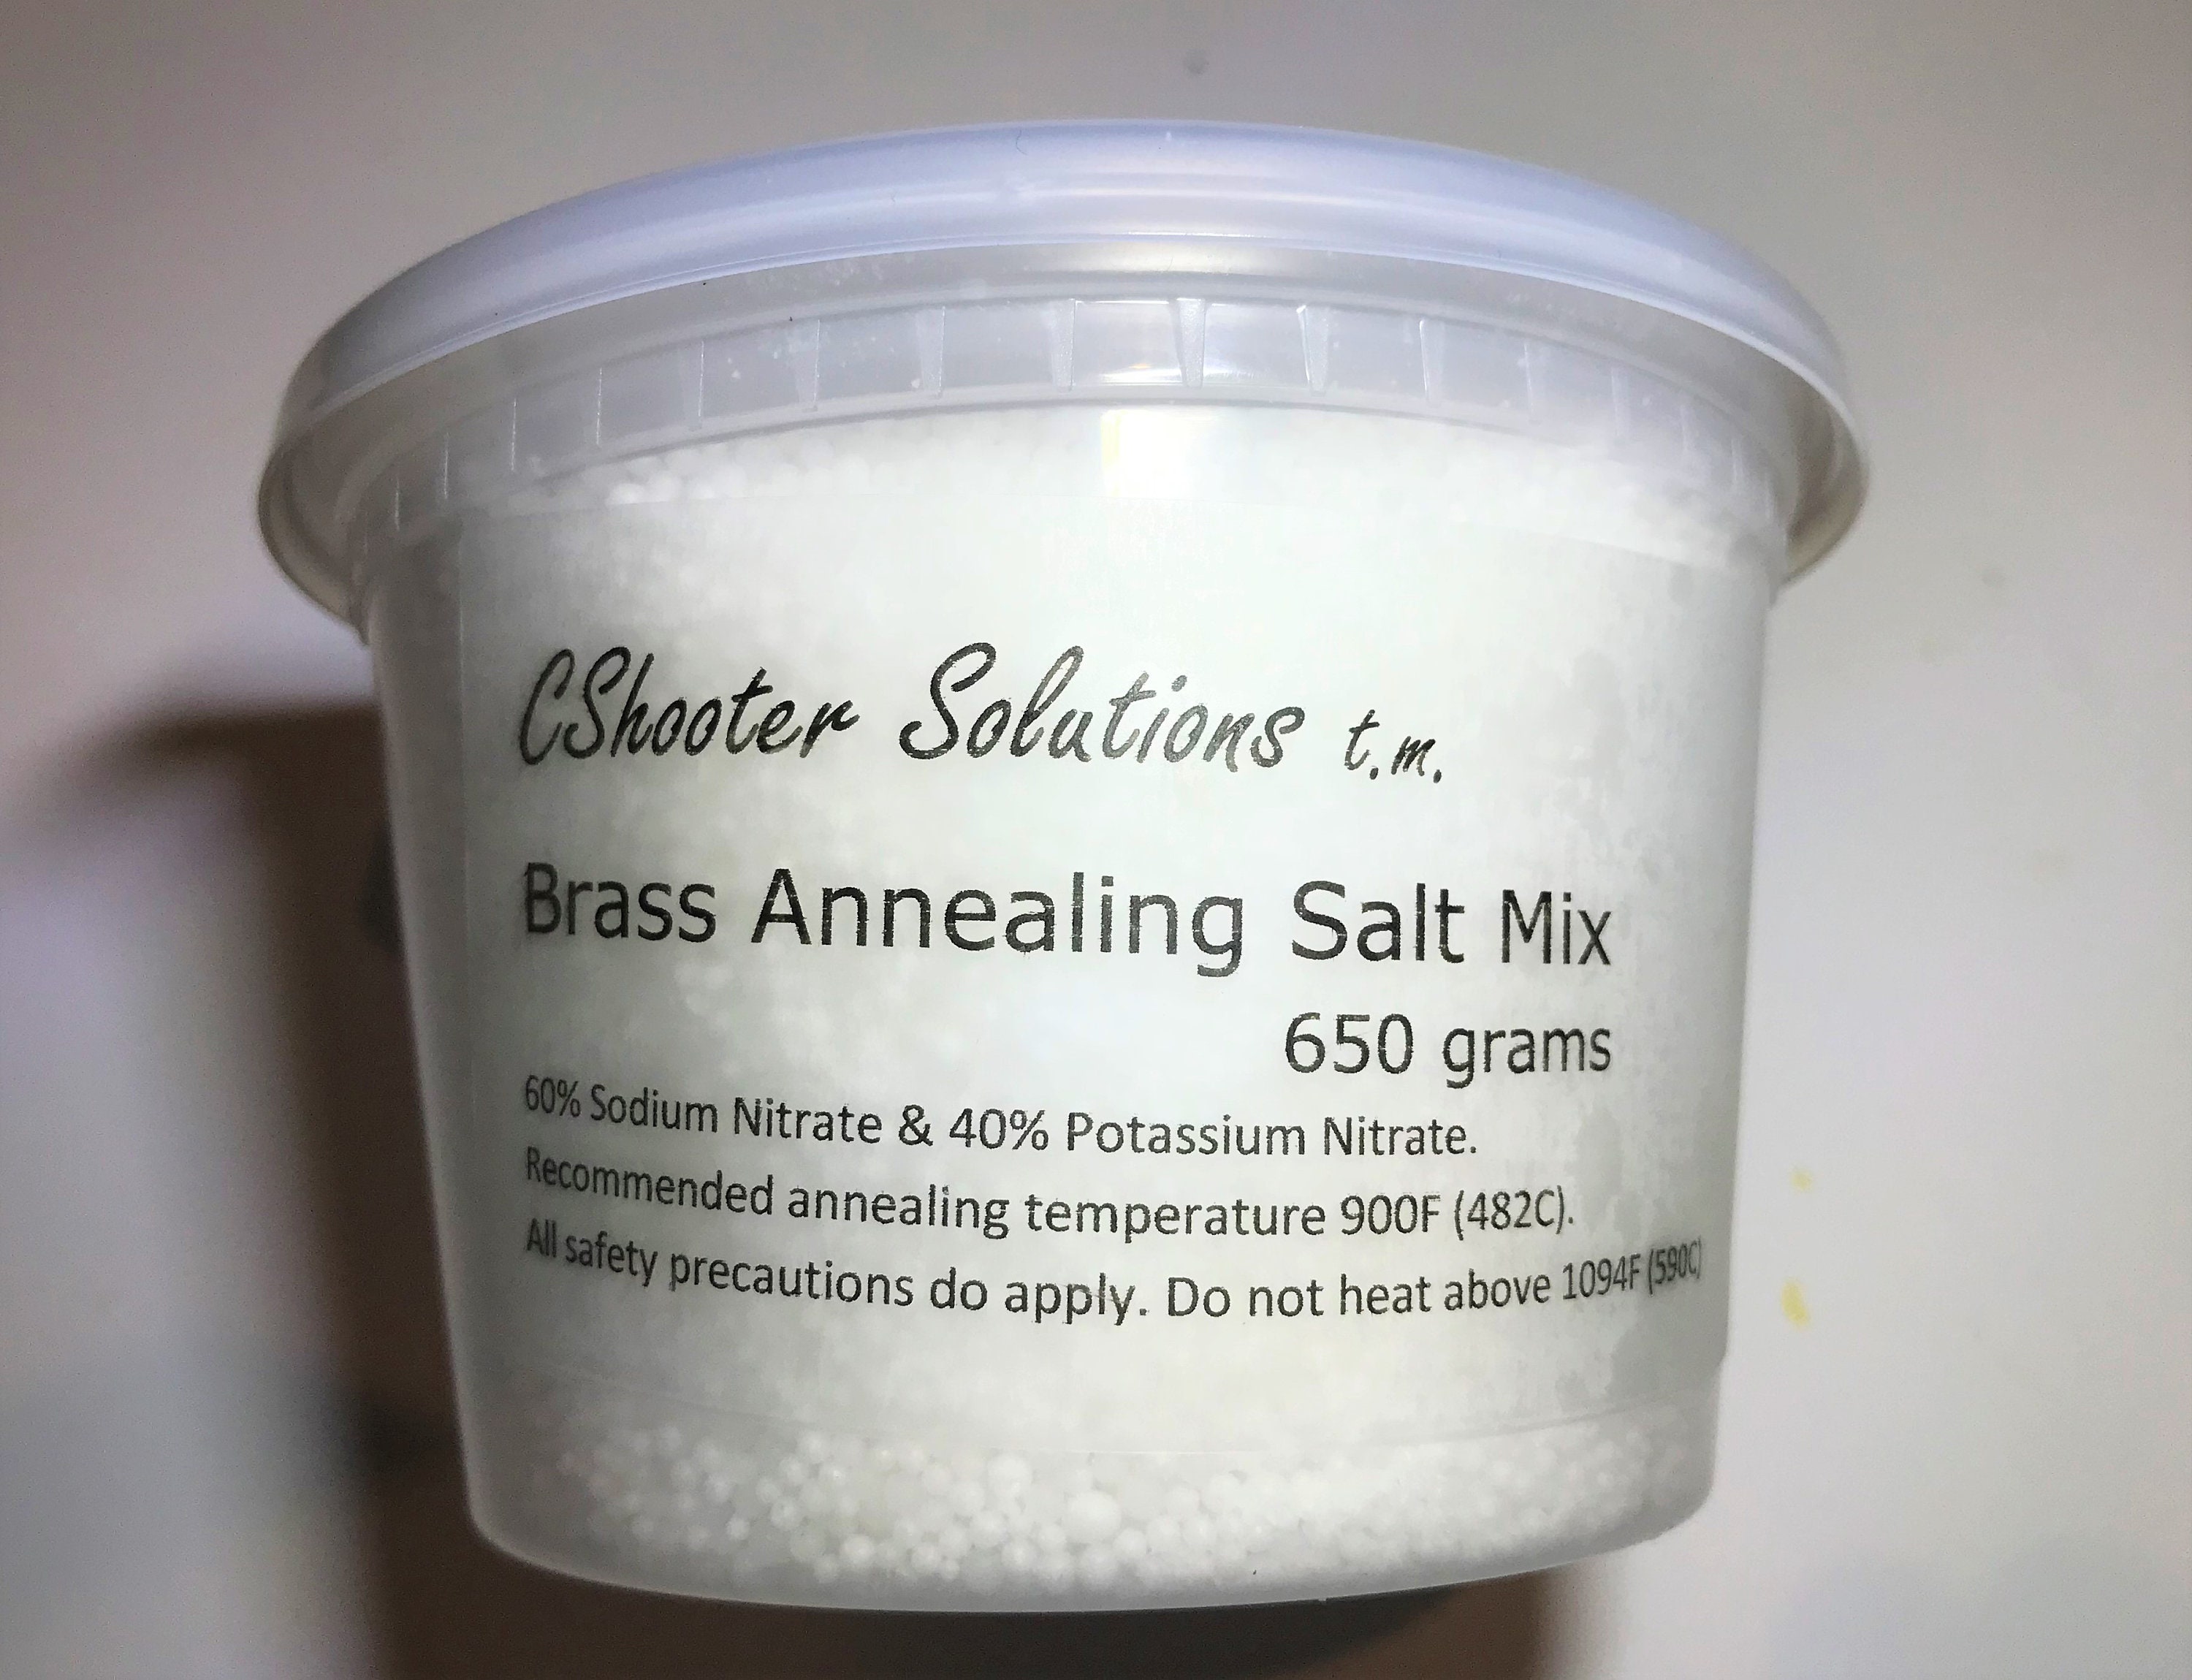 CShooter Solutions t.m.
Brass Annealing Salt Mix
650 grams
60% Sodium Nitrate & 40% Potassium Nitrate.
Recommended annealing temperature 900F (482C).
All safety precautions do apply. Do not heat above 1094F (590C)